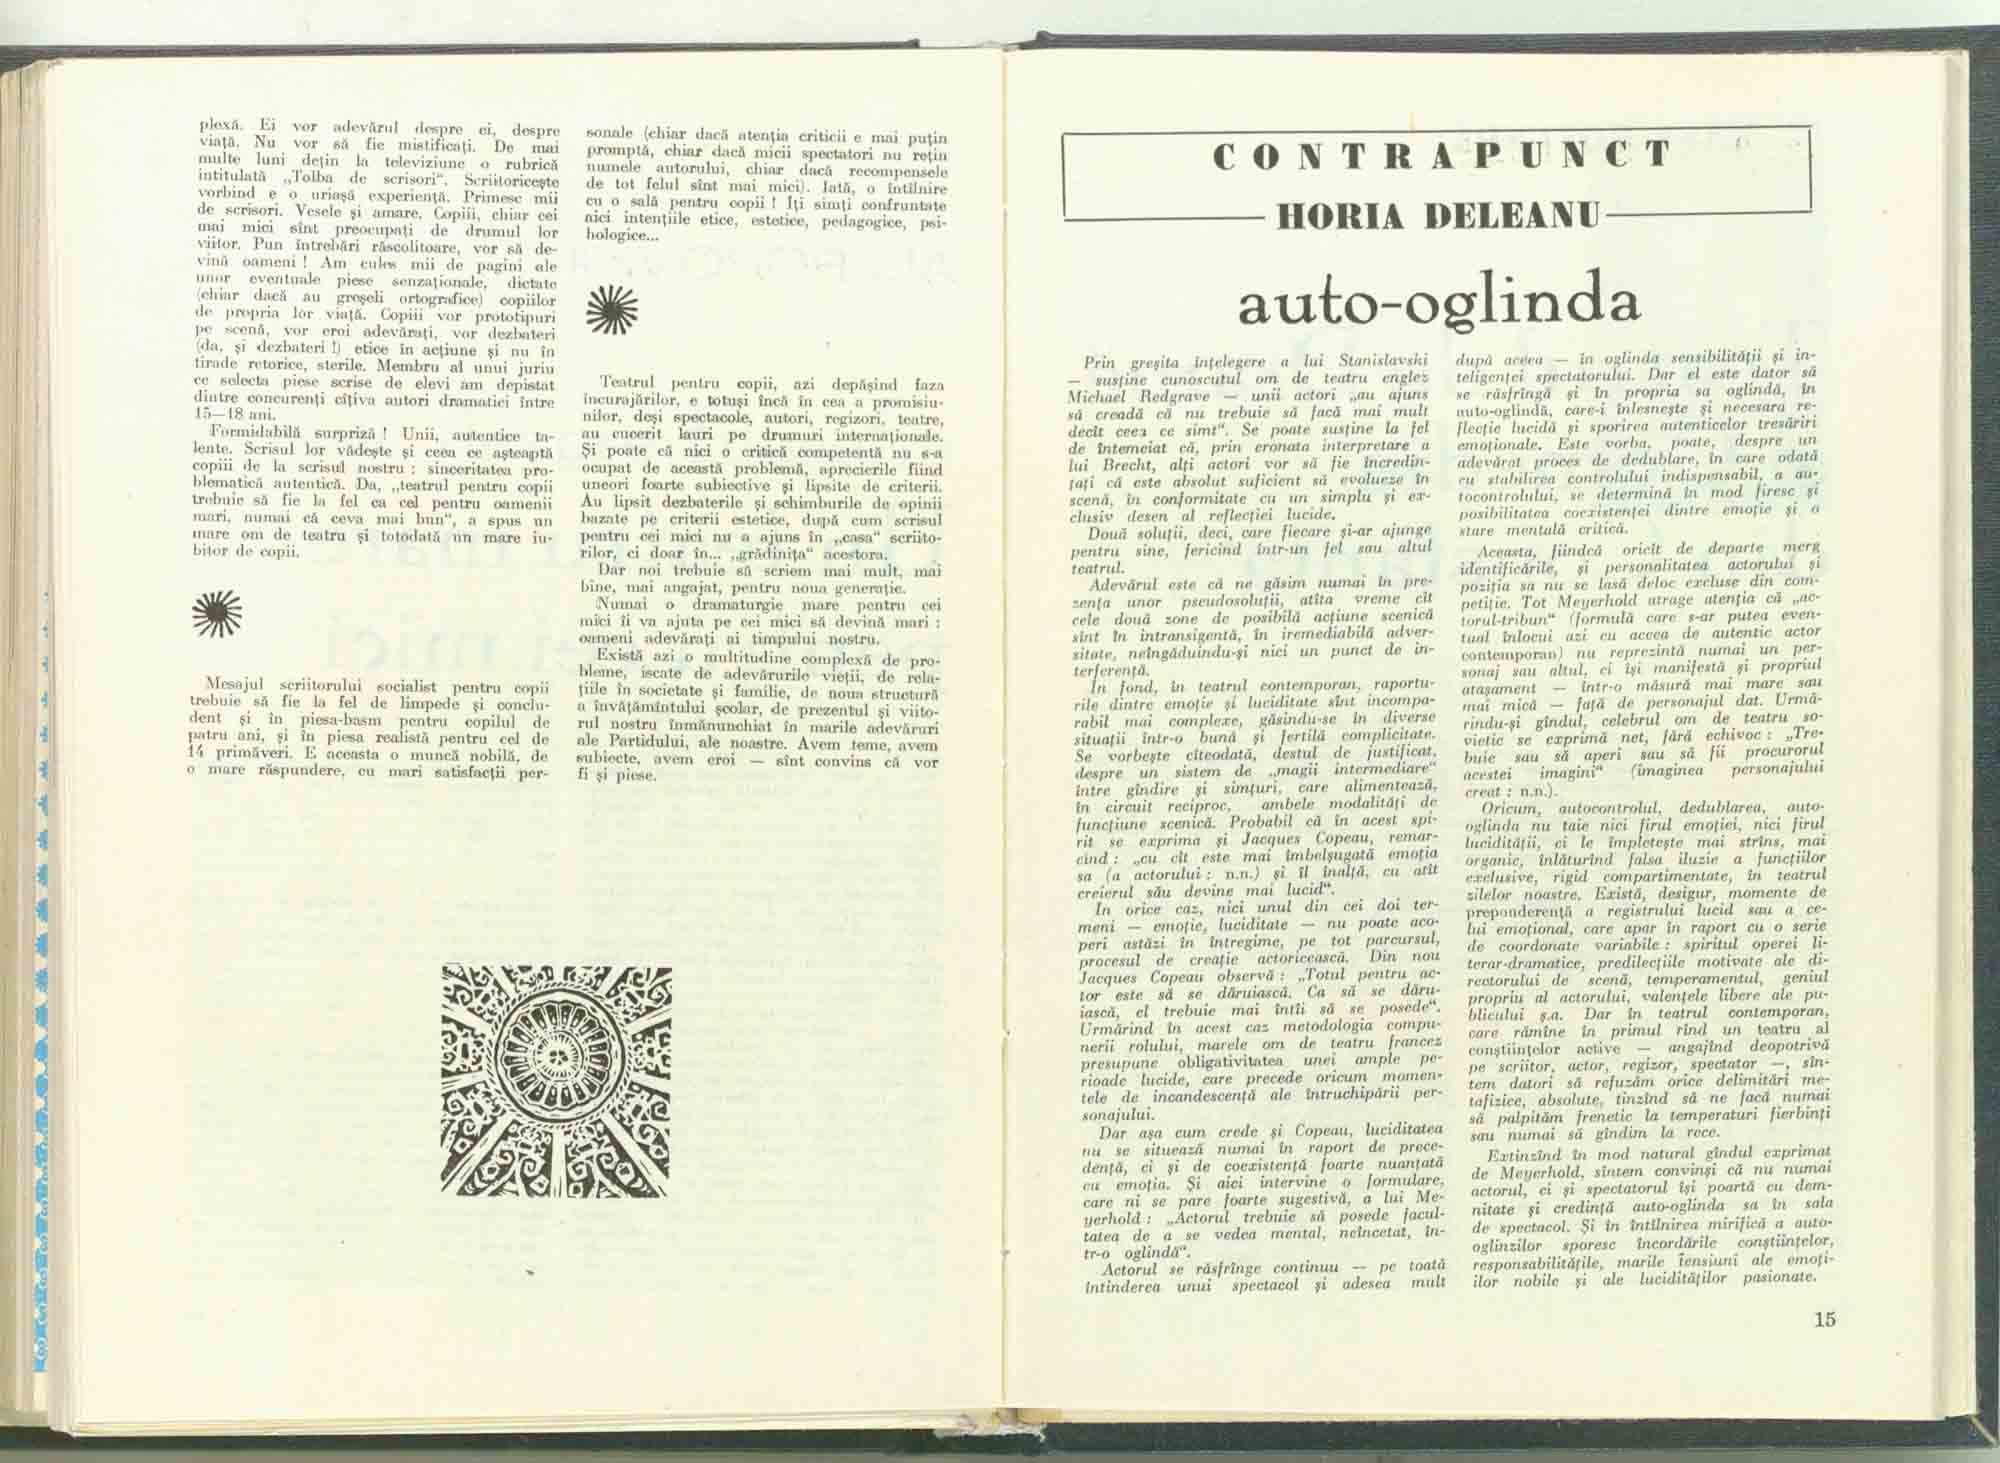 plexă. Ei vor adevărul despre ei, despre
viață. Nu vor să fie mistificați. De mai
multe luni dețin la televiziune o rubrică
intitulată „Tolba de scrisori“. Scriitoricește
vorbind e o uriașă experiență. Primesc mii
de scrisori. Vesele și amare. Copiii, chiar cei
mai mici sînt preocupați de drumul lor
viitor. Pun întrebări răscolitoare, vor să de-
vină oameni ! Am cules mii de pagini ale
unor eventuale piese senzaționale, dictate
(chiar dacă au greșeli ortografice) copiilor
de propria lor viață. Copiii vor prototipuri
pe scenă, vor eroi adevărați, vor dezbateri
(da, și dezbateri !) etice în acțiune și nu în
tirade retorice, sterile. Membru al unui juriu
ce selecta piese scrise de elevi am depistat
dintre concurenți cîțiva autori dramatici între
15—18 ani.
Formidabilă surpriză ! Unii, autentice ta-
lente. Scrisul lor vădește și ceea ce așteaptă
copiii de la scrisul nostru : sinceritatea pro-
blematică autentică. Da, „teatrul pentru copii
trebuie să fie la fel ca cel pentru oamenii
mari, numai că ceva mai bun“, a spus un
mare om de teatru și totodată un mare iu-
bitor de copii.
Mesajul scriitorului socialist pentru copii
trebuie să fie la fel de limpede și conclu-
dent și în piesa-basm pentru copilul de
patru ani, și în piesa realistă pentru cel de
14 primăveri. E aceasta o muncă nobilă, de
o mare răspundere, cu mari satisfacții per-
sonale (chiar dacă atenția criticii e mai puțin
promptă, chiar dacă micii spectatori nu rețin
numele autorului, chiar dacă recompensele
de tot felul sînt mai mici). Iată, o întîlnire
cu o sală pentru copii ! Iți simți confruntate
aici intențiile etice, estetice, pedagogice, psi-
hologice...
Teatrul pentru copii, azi depășind faza
încurajărilor, e totuși încă în cea a promisiu-
nilor, deși spectacole, autori, regizori, teatre,
au cucerit lauri pe drumuri internaționale.
Și poate că nici o critică competentă nu s-a
ocupat de această problemă, aprecierile fiind
uneori foarte subiective și lipsite de criterii.
Au lipsit dezbaterile și schimburile de opinii
bazate pe criterii estetice, după cum scrisul
pentru cei mici nu a ajuns în „casa“ scriito-
rilor, ci doar în... „grădinița“ acestora.
Dar noi trebuie să scriem mai mult, mai
bine, mai angajat, pentru noua generație.
Numai o dramaturgie mare pentru cei
mici îi va ajuta pe cei mici să devină mari :
oameni adevărați ai timpului nostru.
Există azi o multitudine complexă de pro-
bleme, iscate de adevărurile vieții, de rela-
țiile în societate și familie, de noua structură
a învățămîntului școlar, de prezentul și viito-
rul nostru înmănunchiat în marile adevăruri
ale Partidului, ale noastre. Avem teme, avem
subiecte, avem eroi — sînt convins că vor
fi și piese.
CONTRAPUNCT
HORIA DELEANU
auto-oglinda
Prin greșita înțelegere a lui Stanislavski
— susține cunoscutul om de teatru englez
Michael Redgrave — unii actori „au ajuns
să creadă că nu trebuie să facă mai mult
decît ceea ce simt“. Se poate susține la fel
de întemeiat că, prin eronata interpretare a
lui Brecht, alți actori vor să fie încredin-
țați că este absolut suficient să evolueze în
scenă, în conformitate cu un simplu și ex-
clusiv desen al reflecției lucide.
Două soluții, deci, care fiecare și-ar ajunge
pentru sine, fericind într-un fel sau altul
teatrul.
Adevărul este că ne găsim numai în pre-
zența unor pseudosoluții, atîta vreme cît
cele două zone de posibilă acțiune scenică
sînt în intransigentă, în iremediabilă adver-
sitate, neîngăduindu-și nici un punct de in-
terferență.
In fond, în teatrul contemporan, raportu-
rile dintre emoție și luciditate sînt incompa-
rabil mai complexe, găsindu-se în diverse
situații într-o bună și fertilă complicitate.
Se vorbește cîteodată, destul de justificat,
despre un sistem de „magii intermediare“
între gîndire și simțuri, care alimentează,
în circuit reciproc, ambele modalități de
funcțiune scenică. Probabil că în acest spi-
rit se exprima și Jacques Copeau, remar-
cînd : „cu cît este mai îmbelșugată emoția
sa (a actorului : n.n.) și îl înalță, cu atît
creierul său devine mai lucid“.
In orice caz, nici unul din cei doi ter-
meni — emoție, luciditate — nu poate aco-
peri astăzi în întregime, pe tot parcursul,
procesul de creație actoricească. Din nou
Jacques Copeau observă : „Totul pentru ac-
tor este să se dăruiască. Ca să se dăru-
iască, el trebuie mai întîi să se posede“.
Urmărind în acest caz metodologia compu-
nerii rolului, marele om de teatru francez
presupune obligativitatea unei ample pe-
rioade lucide, care precede oricum momen-
tele de incandescență ale întruchipării per-
sonajului.
Dar așa cum crede și Copeau, luciditatea
nu se situează numai în raport de prece-
dență, ci și de coexistență foarte nuanțată
cu emoția. Și aici intervine o formulare,
care ni se pare foarte sugestivă, a lui Me-
yerhold : „Actorul trebuie să posede facul-
tatea de a se vedea mental, neîncetat, în-
tr-o oglindă“.
Actorul se răsfrînge continuu — pe toată
întinderea unui spectacol și adesea mult
după aceea — în oglinda sensibilității și in-
teligenței spectatorului. Dar el este dator să
se răsfrîngă și în propria sa oglindă, în
auto-oglindă, care-i înlesnește și necesara re-
flecție lucidă și sporirea autenticelor tresăriri
emoționale. Este vorba, poate, despre un
adevărat proces de dedublare, în care odată
cu stabilirea controlului indispensabil, a au-
tocontrolului, se determină în mod firesc și
posibilitatea coexistenței dintre emoție și o
stare mentală critică.
Aceasta, fiindcă oricît de departe merg
identificările, și personalitatea actorului și
poziția sa nu se lasă deloc excluse din com-
petiție. Tot Meyerhold atrage atenția că „ac-
torul-tribun“ (formulă care s-ar putea even-
tual înlocui azi cu aceea de autentic actor
contemporan) nu reprezintă numai un per-
sonaj sau altul, ci își manifestă și propriul
atașament — într-o măsură mai mare sau
mai mică — față de personajul dat. Urmă-
rindu-și gîndul, celebrul om de teatru so-
vietic se exprimă net, fără echivoc : „Tre-
buie sau să aperi sau să fii procurorul
acestei imagini“ (imaginea personajului
creat : n.n.).
Oricum, autocontrolul, dedublarea, auto-
oglinda nu taie nici firul emoției, nici firul
lucidității, ci le împletește mai strîns, mai
organic, înlăturînd falsa iluzie a funcțiilor
exclusive, rigid compartimentate, în teatrul
zilelor noastre. Există, desigur, momente de
preponderență a registrului lucid sau a ce-
lui emoțional, care apar în raport cu o serie
de coordonate variabile : spiritul operei li-
terar-dramatice, predilecțiile motivate ale di-
rectorului de scenă, temperamentul, geniul
propriu al actorului, valențele libere ale pu-
blicului ș.a. Dar în teatrul contemporan,
care rămîne în primul rînd un teatru al
conștiințelor active — angajînd deopotrivă
pe scriitor, actor, regizor, spectator —, sîn-
tem datori să refuzăm orice delimitări me-
tafizice, absolute, tinzînd să ne facă numai
să palpităm frenetic la temperaturi fierbinți
sau numai să gîndim la rece.
Extinzînd în mod natural gîndul exprimat
de Meyerhold, sîntem convinși că nu numai
actorul, ci și spectatorul își poartă cu dem-
nitate și credință auto-oglinda sa în sala
de spectacol. Și în întîlnirea mirifică a auto-
oglinzilor sporesc încordările conștiințelor,
responsabilitățile, marile tensiuni ale emoți-
ilor nobile și ale lucidităților pasionate.
15